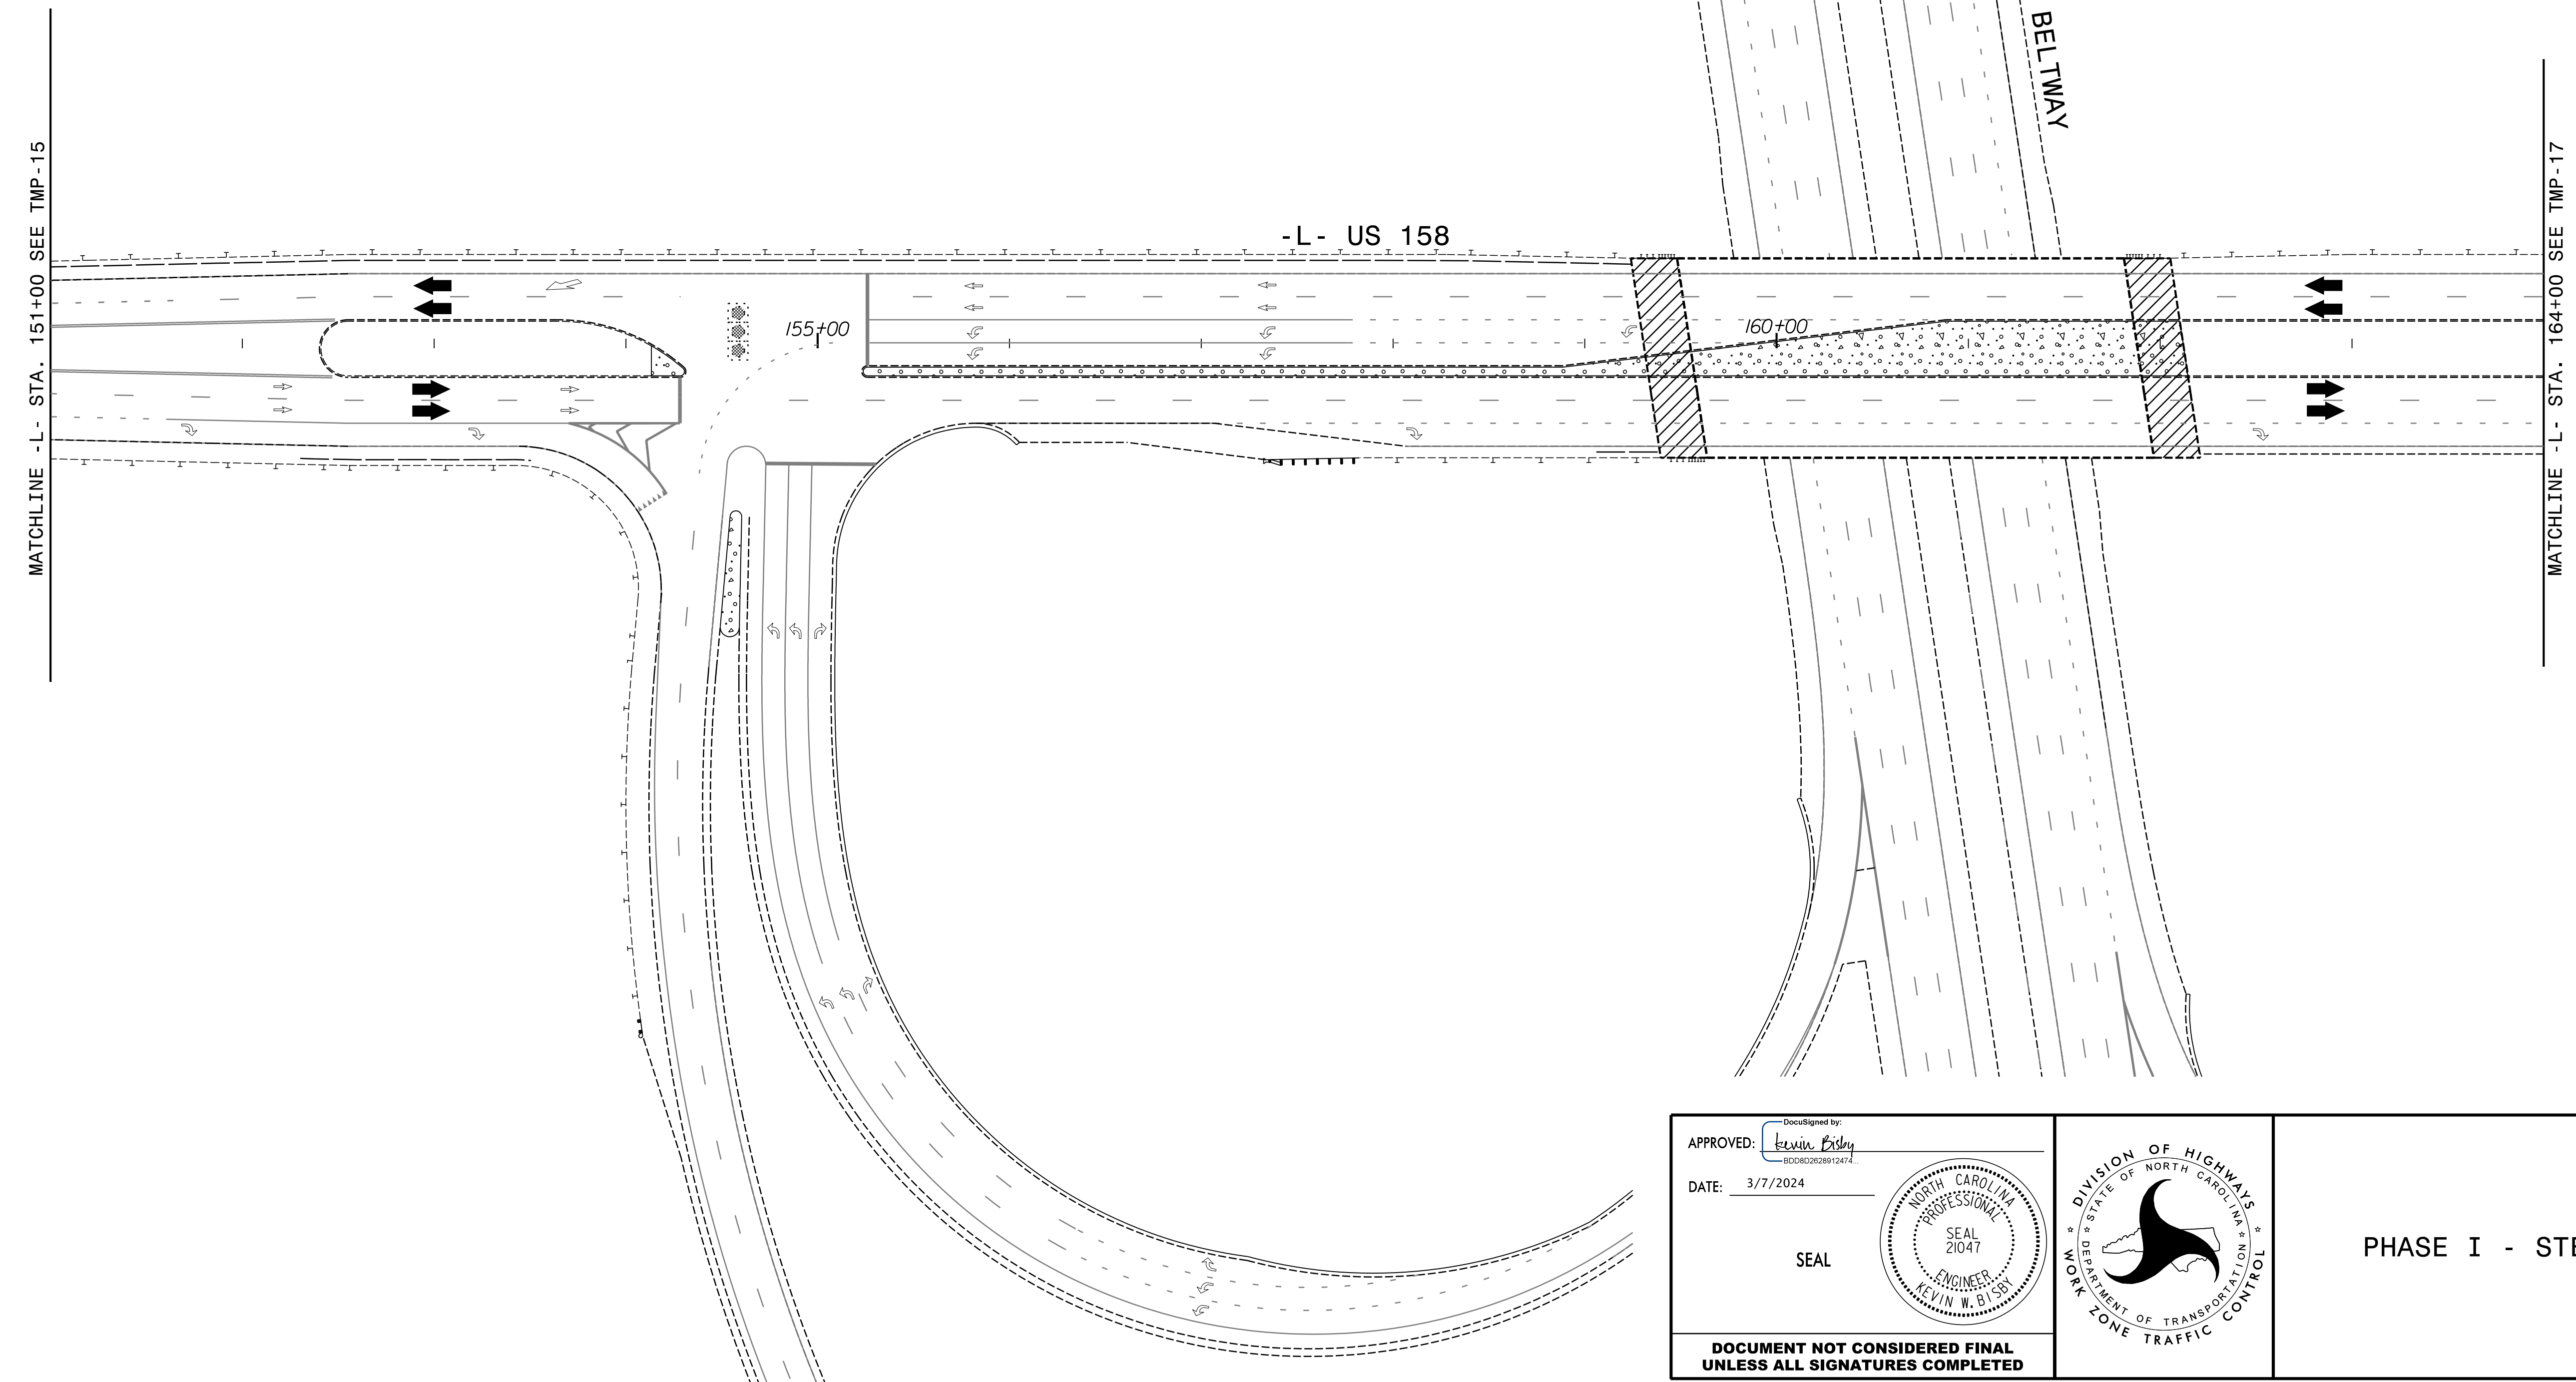 BELTWAY
MATCHLINE -L- STA. 151+00 SEE TMP-15
-L- US 158
MATCHLINE -L- STA. 164+00 SEE TMP-17
155+00
160+00
DocuSigned by:
APPROVED: Kevin Bisby
BDD8D2628912474...
DATE: 3/7/2024
NORTH CAROLINA
PROFESSIONAL
SEAL
21047
ENGINEER
KEVIN W. BISBY
SEAL
DOCUMENT NOT CONSIDERED FINAL
UNLESS ALL SIGNATURES COMPLETED
DIVISION OF HIGHWAYS
STATE OF NORTH CAROLINA
DEPARTMENT OF TRANSPORTATION
WORK ZONE TRAFFIC CONTROL
PHASE I - STE